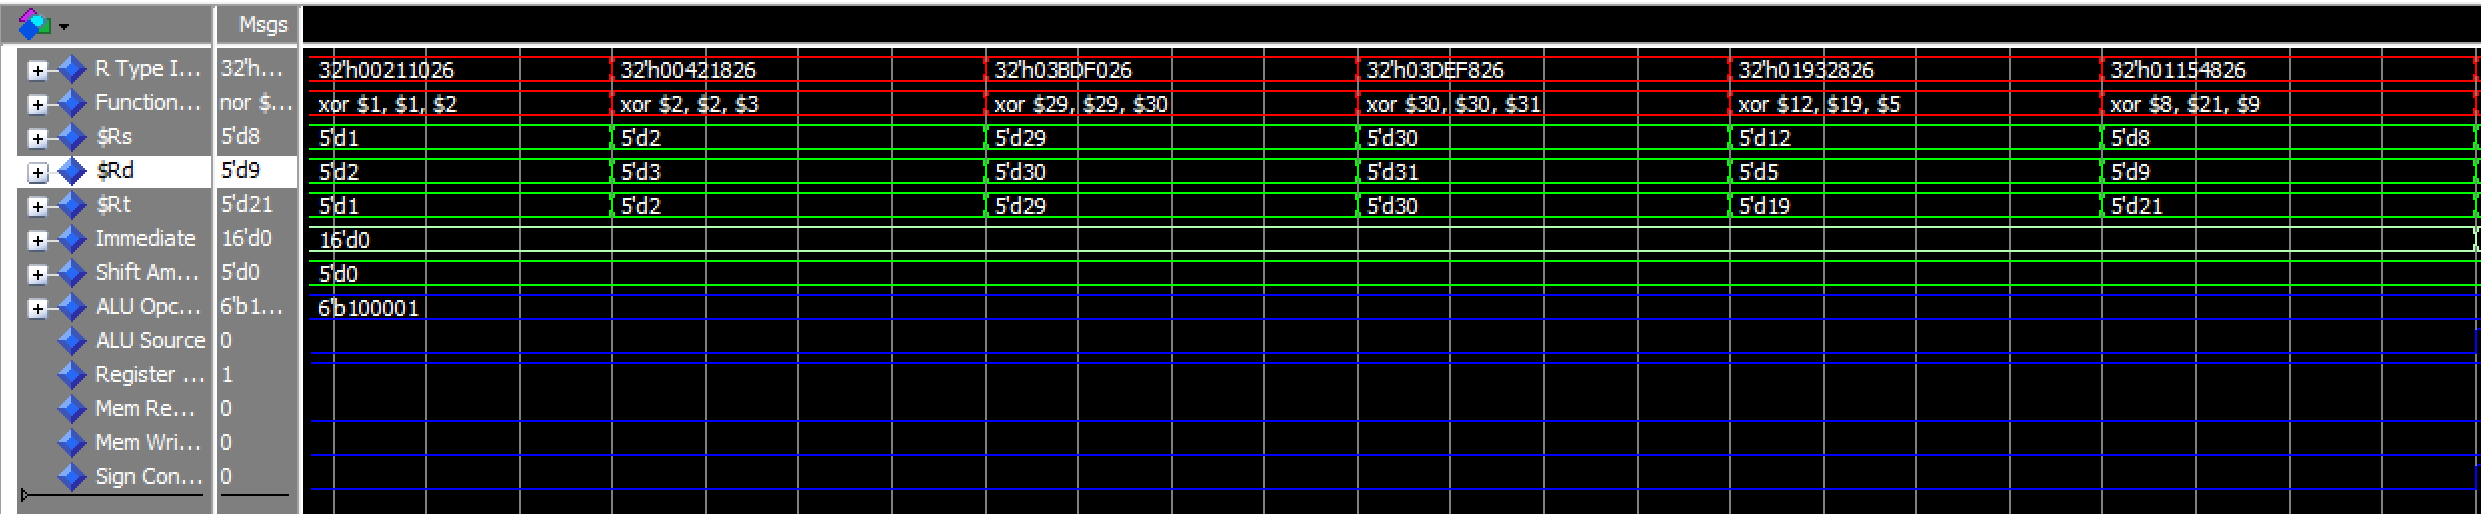 Msgs
R Type I... 32'h... 32'h00211026 32'h00421826 32'h03BDF026 32'h03DEF826 32'h01932826 32'h01154826
Function... nor $... xor $1, $1, $2 xor $2, $2, $3 xor $29, $29, $30 xor $30, $30, $31 xor $12, $19, $5 xor $8, $21, $9
$Rs 5'd8 5'd1 5'd2 5'd29 5'd30 5'd12 5'd8
$Rd 5'd9 5'd2 5'd3 5'd30 5'd31 5'd5 5'd9
$Rt 5'd21 5'd1 5'd2 5'd29 5'd30 5'd19 5'd21
Immediate 16'd0 16'd0
Shift Am... 5'd0 5'd0
ALU Opc... 6'b1... 6'b100001
ALU Source 0
Register ... 1
Mem Re... 0
Mem Wri... 0
Sign Con... 0